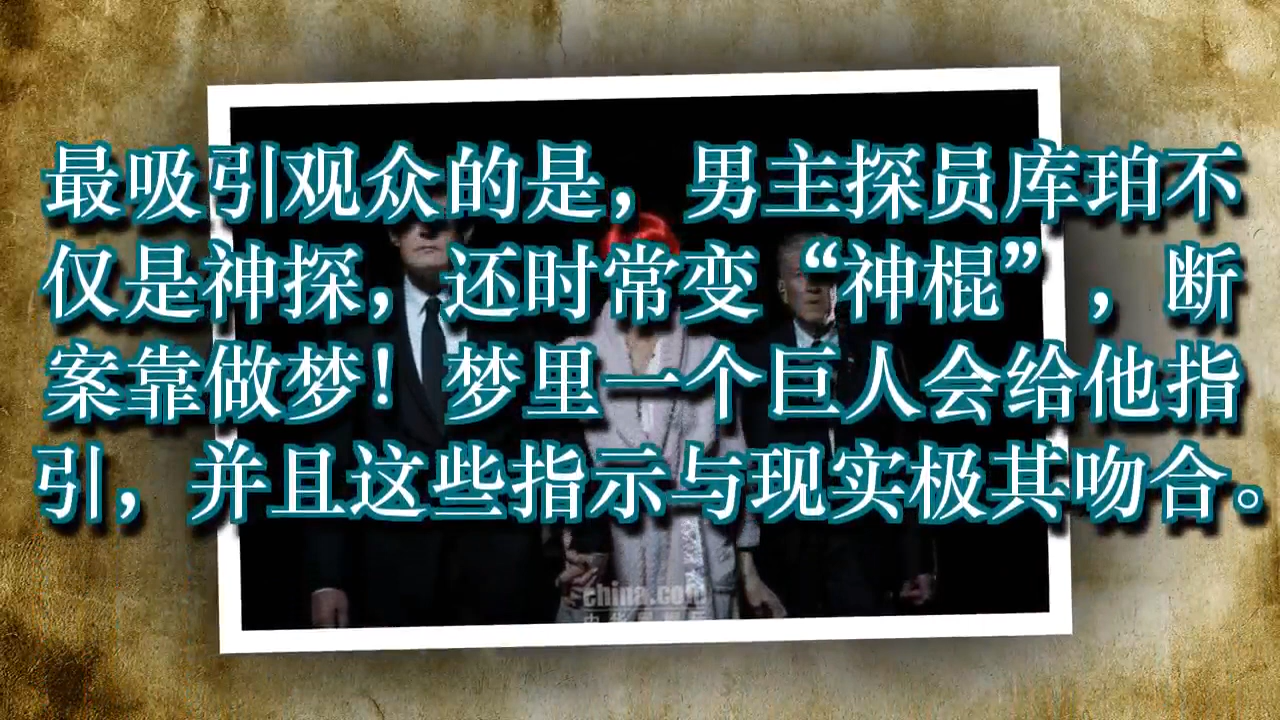 最吸引观众的是，男主探员库珀不
仅是神探，还时常变“神棍”，断
案靠做梦！梦里一个巨人会给他指
引，并且这些指示与现实极其吻合。
china.com